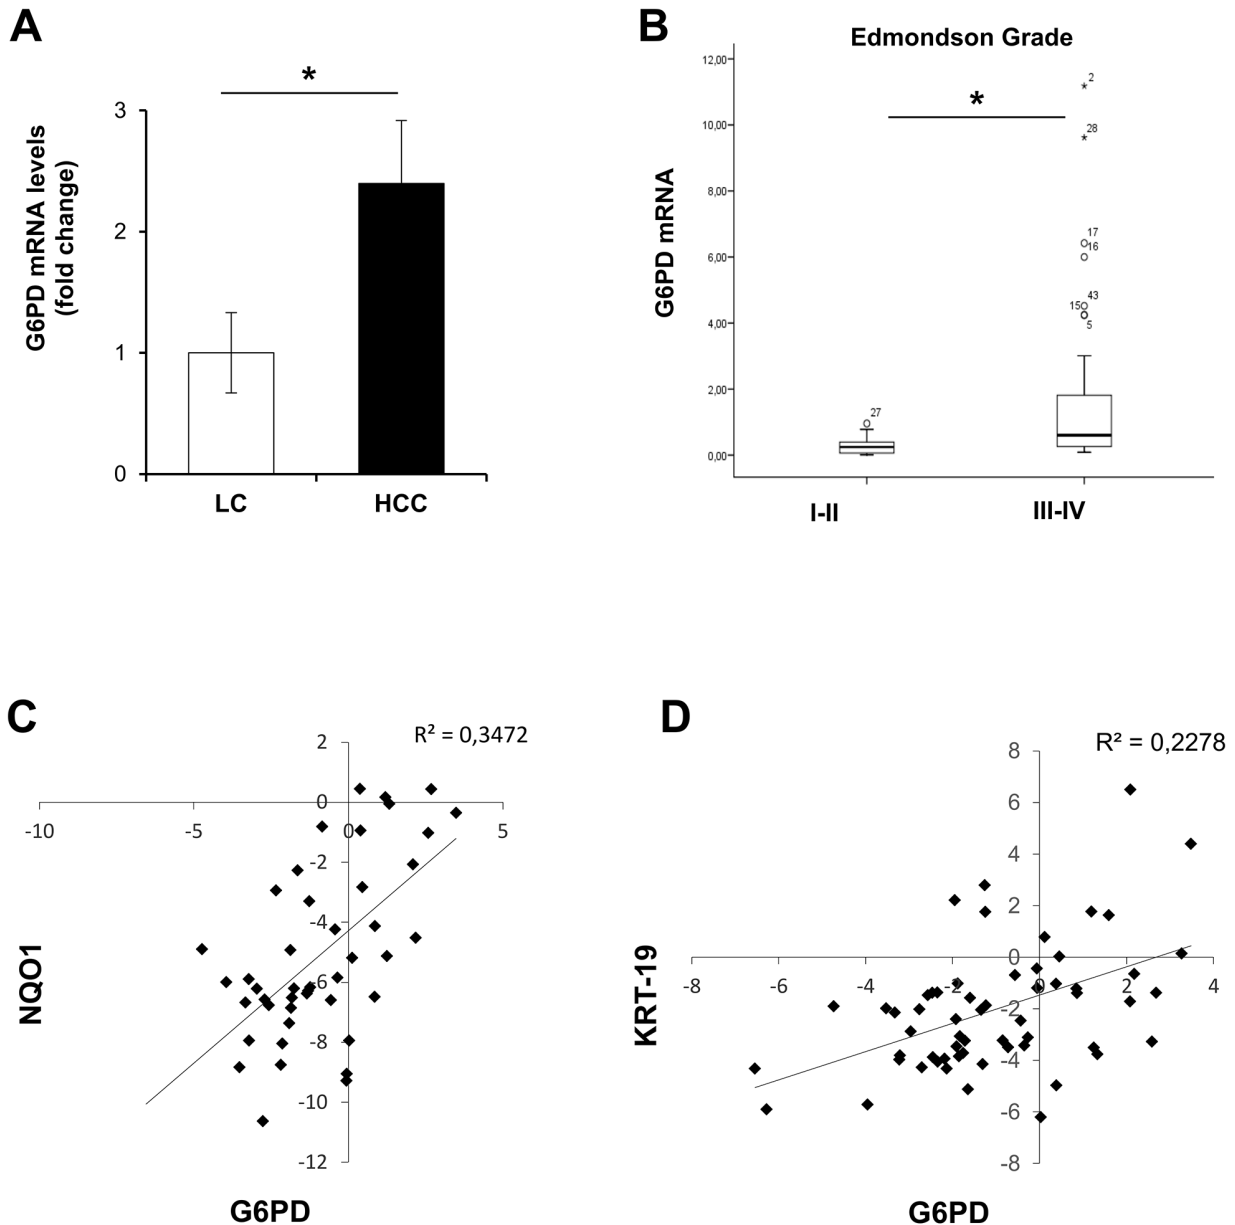 A
*
G6PD mRNA levels
(fold change)
3
2
1
0
LC
HCC
B
Edmondson Grade
*
G6PD mRNA
12,00
10,00
8,00
6,00
4,00
2,00
0,00
2
*
28
*
17
16
43
15
5
27
I-II
III-IV
C
R² = 0,3472
NQO1
2
0
-2
-4
-6
-8
-10
-12
-10
-5
0
5
G6PD
D
R² = 0,2278
KRT-19
8
6
4
2
0
-2
-4
-6
-8
-8
-6
-4
-2
0
2
4
G6PD